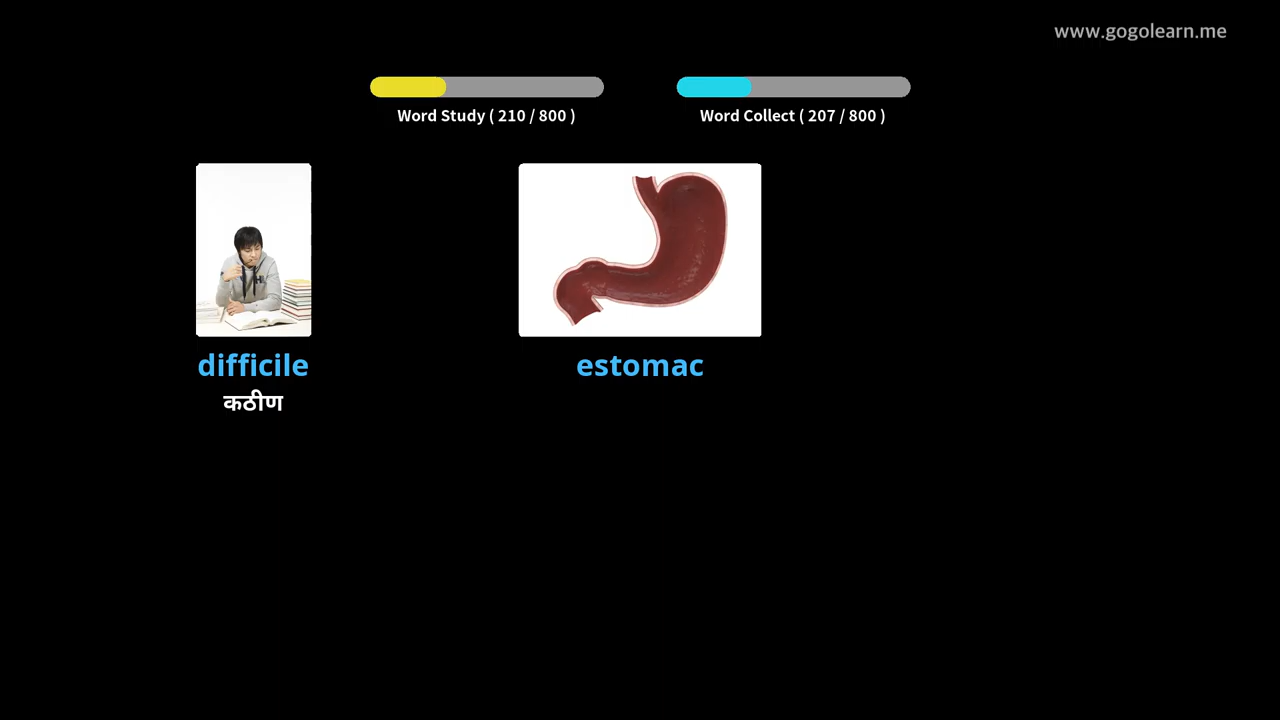 www.gogolearn.me
Word Study ( 210 / 800 )
Word Collect ( 207 / 800 )
difficile
estomac
कठीण